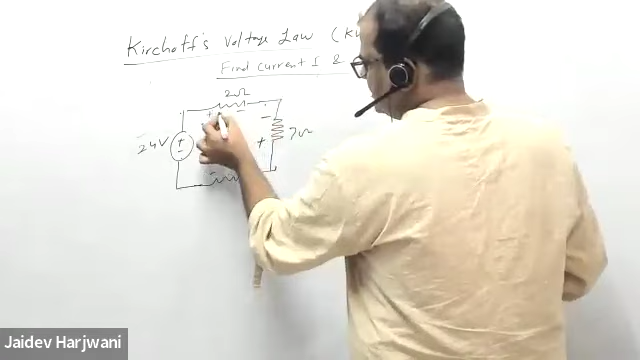 Kirchoff's Voltage Law (
Find current I &
2Ω
+ - -
24V + 7Ω
+
-
Jaidev Harjwani